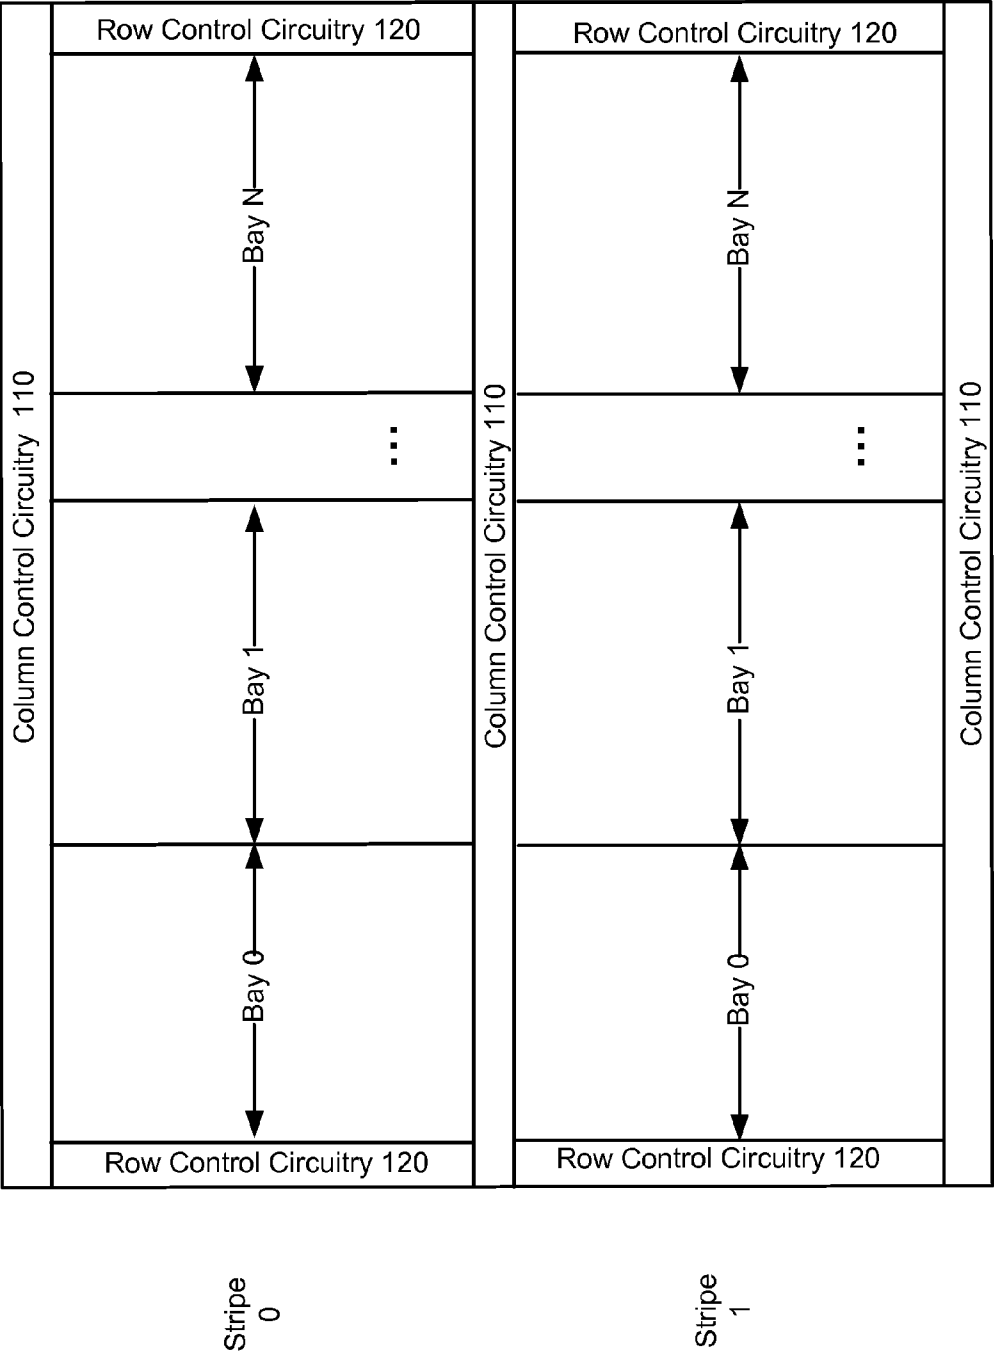 Row Control Circuitry 120
Row Control Circuitry 120
Bay N
Bay N
Column Control Circuitry 110
Column Control Circuitry 110
Column Control Circuitry 110
...
...
Bay 1
Bay 1
Bay 0
Bay 0
Row Control Circuitry 120
Row Control Circuitry 120
Stripe
0
Stripe
1